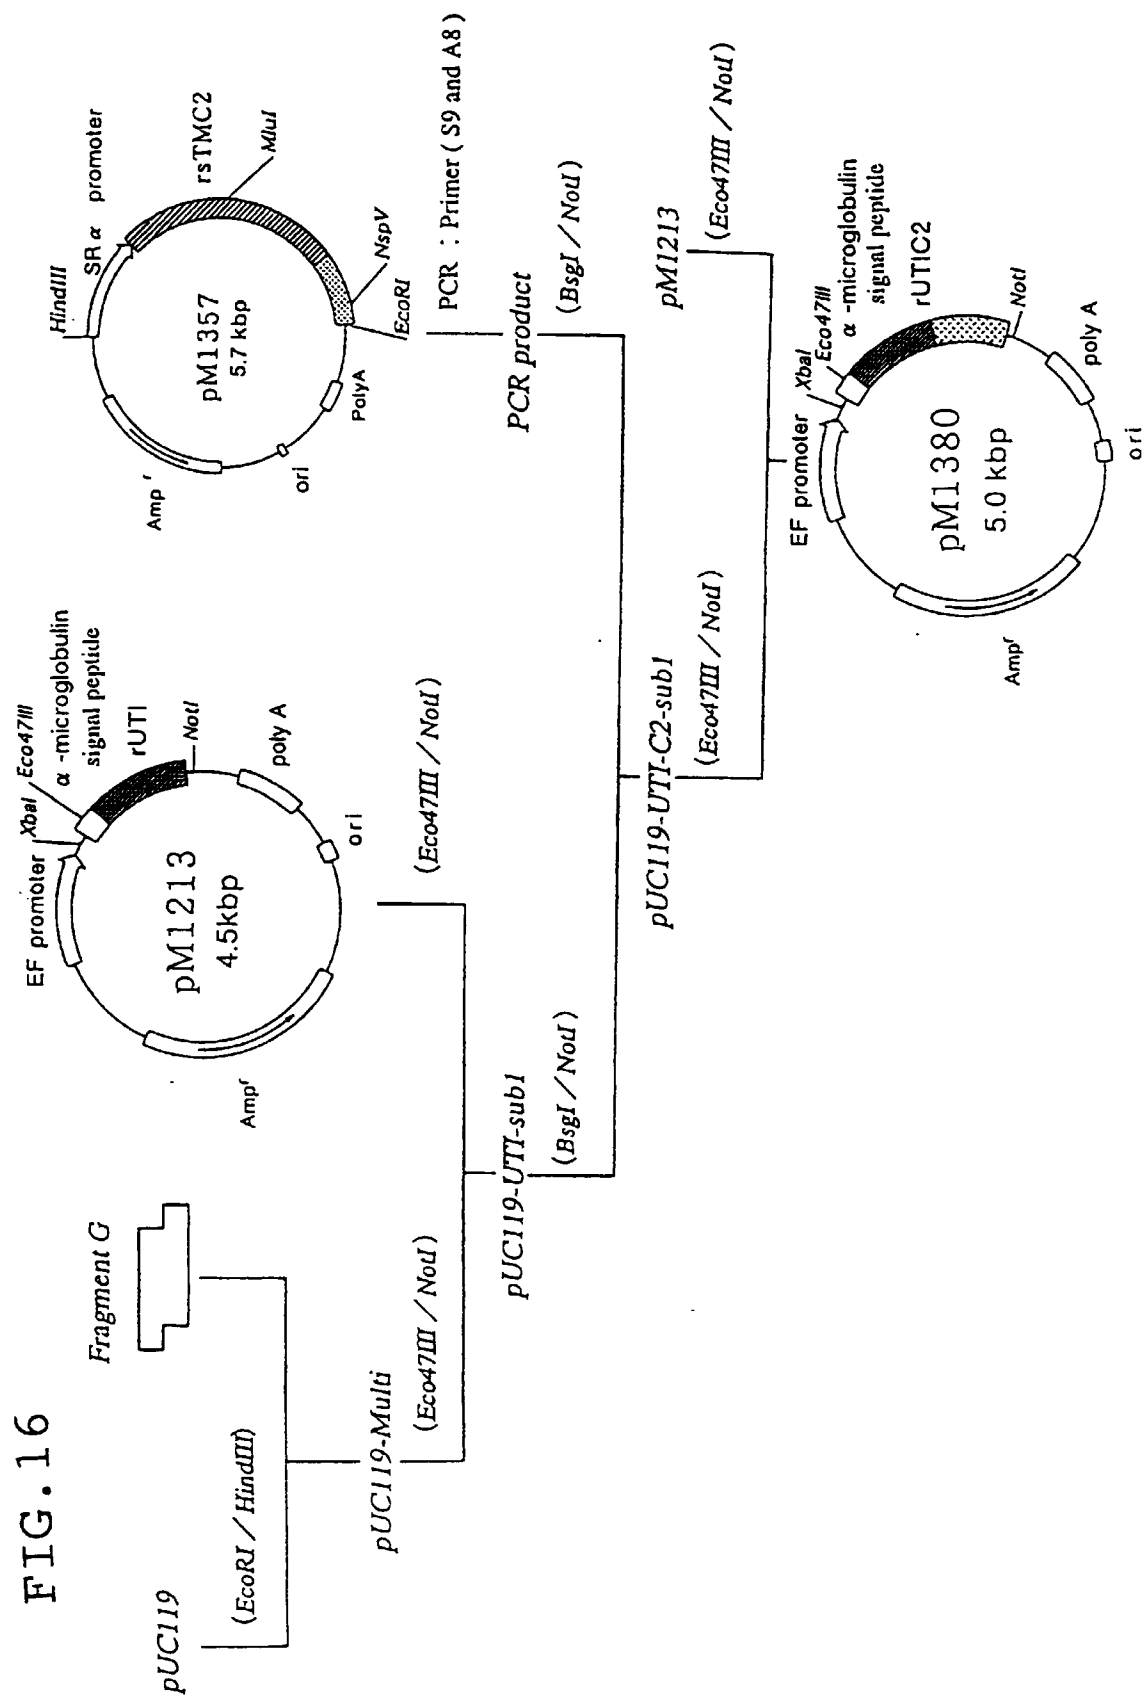 FIG.16
pUC119
(EcoRI / HindIII)
Fragment G
pUC119-Multi
(Eco47III / NotI)
EF promoter
XbaI
Eco47III
α -microglobulin
signal peptide
rUTI
NotI
poly A
ori
Ampʳ
pM1213
4.5kbp
(Eco47III / NotI)
pUC119-UTI-sub1
(BsgI / NotI)
HindIII
SR α promoter
rsTMC2
MluI
NspV
EcoRI
PolyA
ori
Amp ʳ
pM1357
5.7 kbp
PCR : Primer ( S9 and A8 )
PCR product
(BsgI / NotI)
pUC119-UTI-C2-sub1
(Eco47III / NotI)
pM1213
(Eco47III / NotI)
EF promoter
XbaI
Eco47III
α -microglobulin
signal peptide
rUTIC2
NotI
poly A
ori
Ampʳ
pM1380
5.0 kbp